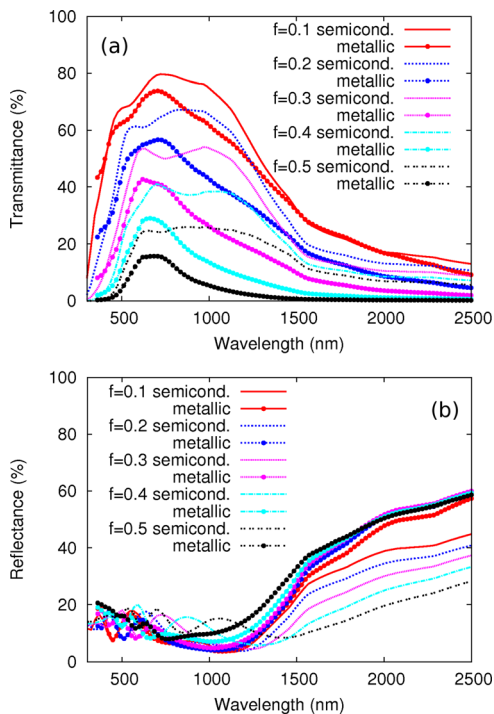 (a)
f=0.1 semicond.
metallic
f=0.2 semicond.
metallic
f=0.3 semicond.
metallic
f=0.4 semicond.
metallic
f=0.5 semicond.
metallic
Transmittance (%)
100
80
60
40
20
0
500 1000 1500 2000 2500
Wavelength (nm)
(b)
f=0.1 semicond.
metallic
f=0.2 semicond.
metallic
f=0.3 semicond.
metallic
f=0.4 semicond.
metallic
f=0.5 semicond.
metallic
Reflectance (%)
100
80
60
40
20
0
500 1000 1500 2000 2500
Wavelength (nm)